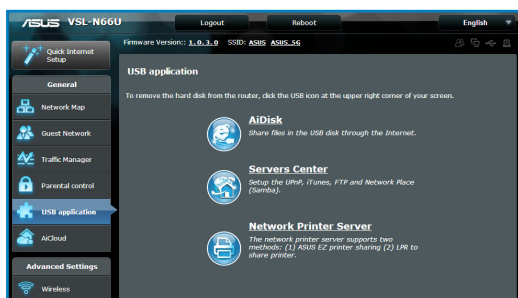 ASUS VSL-N66U Logout Reboot English
Quick Internet Setup
Firmware Version:: 1.0.3.0 SSID: ASUS ASUS_5G
General
Network Map
Guest Network
Traffic Manager
Parental control
USB application
AiCloud
Advanced Settings
Wireless
USB application
To remove the hard disk from the router, click the USB icon at the upper right corner of your screen.
AiDisk
Share files in the USB disk through the Internet.
Servers Center
Setup the UPnP, iTunes, FTP and Network Place
(Samba).
Network Printer Server
The network printer server supports two
methods: (1) ASUS EZ printer sharing (2) LPR to
share printer.